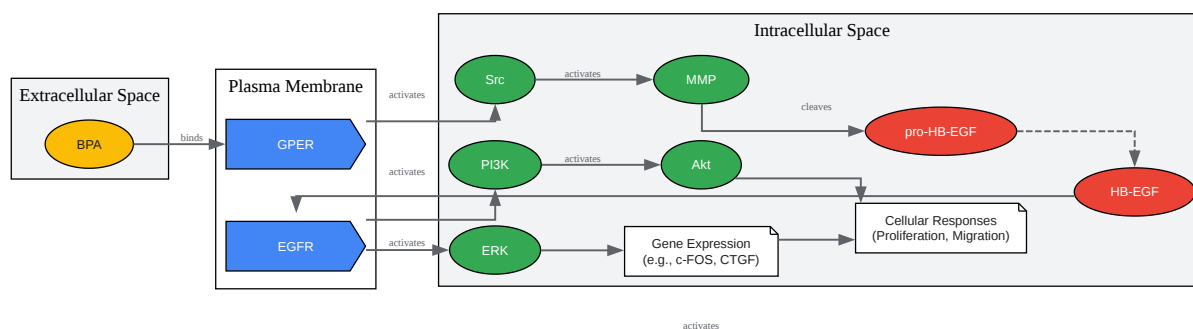 Intracellular Space
Extracellular Space
Plasma Membrane
BPA
binds
GPER
EGFR
activates
activates
activates
Src
activates
MMP
cleaves
pro-HB-EGF
PI3K
activates
Akt
HB-EGF
ERK
Gene Expression
(e.g., c-FOS, CTGF)
Cellular Responses
(Proliferation, Migration)
activates